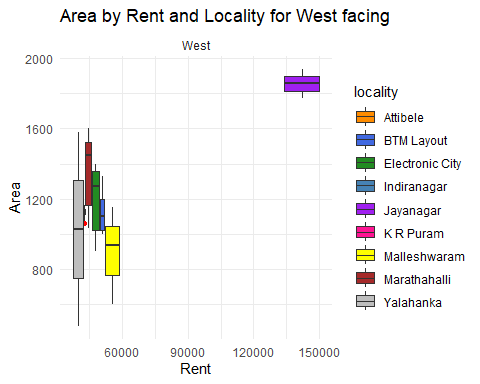 Area by Rent and Locality for West facing
West
2000
1600
1200
800
Area
60000 90000 120000 150000
Rent
locality
Attibele
BTM Layout
Electronic City
Indiranagar
Jayanagar
K R Puram
Malleshwaram
Marathahalli
Yalahanka